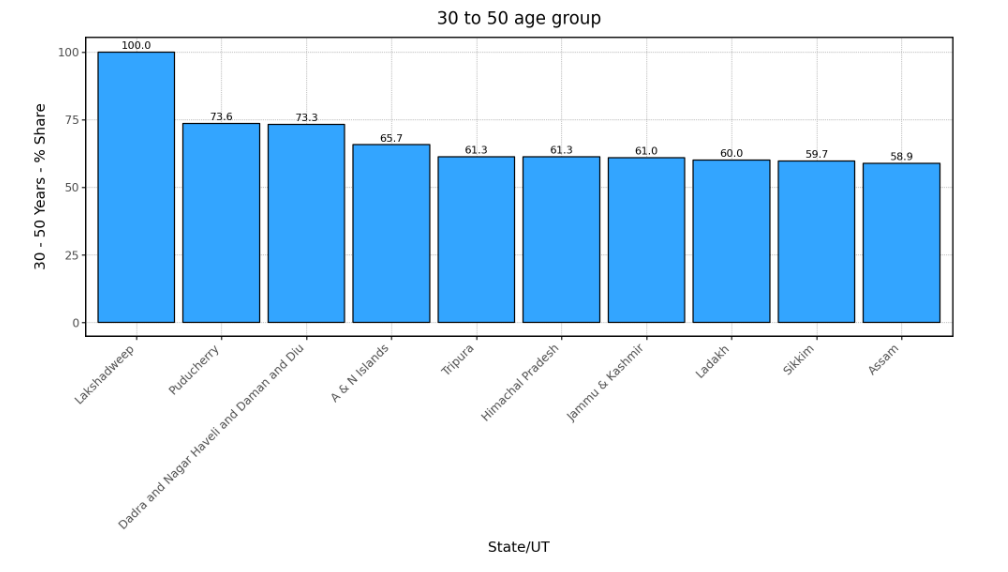 30 to 50 age group
30 - 50 Years - % Share
100
75
50
25
0
100.0
73.6
73.3
65.7
61.3
61.3
61.0
60.0
59.7
58.9
Lakshadweep
Puducherry
Dadra and Nagar Haveli and Daman and Diu
A & N Islands
Tripura
Himachal Pradesh
Jammu & Kashmir
Ladakh
Sikkim
Assam
State/UT